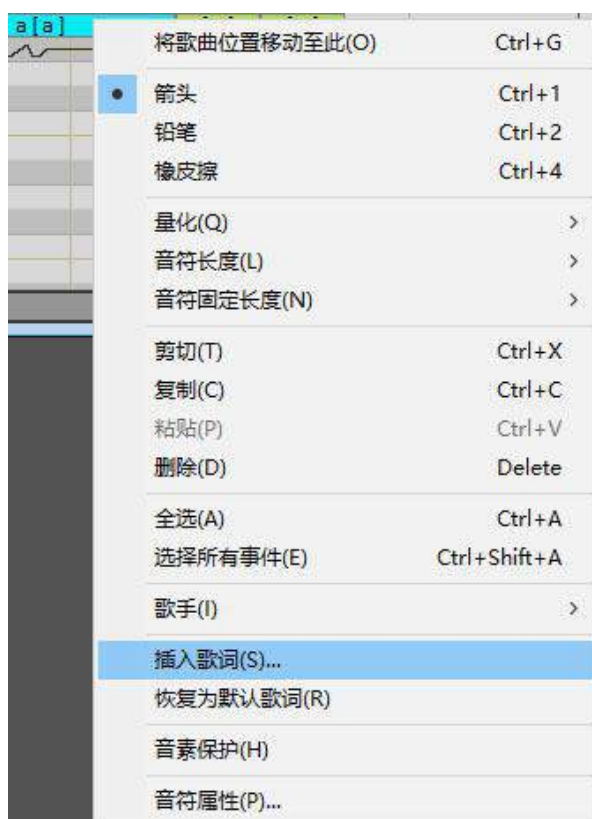 a[a]
将歌曲位置移动至此(O) Ctrl+G
箭头 Ctrl+1
铅笔 Ctrl+2
橡皮擦 Ctrl+4
量化(Q)
音符长度(L)
音符固定长度(N)
剪切(T) Ctrl+X
复制(C) Ctrl+C
粘贴(P) Ctrl+V
删除(D) Delete
全选(A) Ctrl+A
选择所有事件(E) Ctrl+Shift+A
歌手(I)
插入歌词(S)...
恢复为默认歌词(R)
音素保护(H)
音符属性(P)...